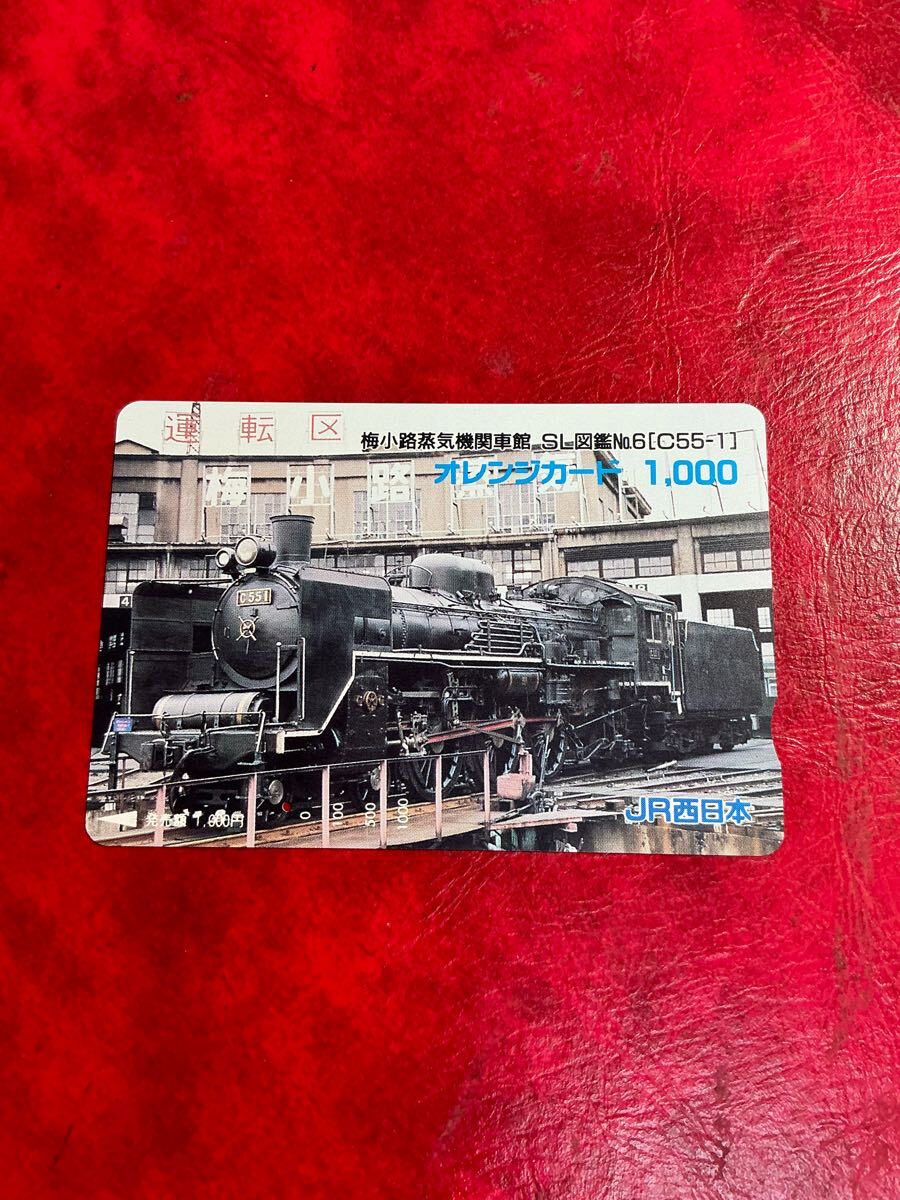 運転区
梅小路蒸気機関車館 SL図鑑No.6[C55-1]
オレンジカード 1,000
梅小路
C551
4
JR西日本
発売額 1,000円
0 100 500 1000